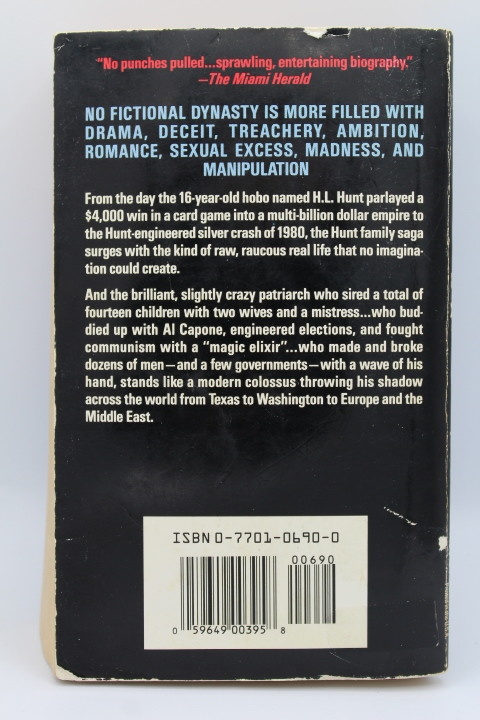 "No punches pulled...sprawling, entertaining biography."
—The Miami Herald
NO FICTIONAL DYNASTY IS MORE FILLED WITH
DRAMA, DECEIT, TREACHERY, AMBITION,
ROMANCE, SEXUAL EXCESS, MADNESS, AND
MANIPULATION
From the day the 16-year-old hobo named H.L. Hunt parlayed a
$4,000 win in a card game into a multi-billion dollar empire to
the Hunt-engineered silver crash of 1980, the Hunt family saga
surges with the kind of raw, raucous real life that no imagina-
tion could create.
And the brilliant, slightly crazy patriarch who sired a total of
fourteen children with two wives and a mistress...who bud-
died up with Al Capone, engineered elections, and fought
communism with a "magic elixir"...who made and broke
dozens of men—and a few governments—with a wave of his
hand, stands like a modern colossus throwing his shadow
across the world from Texas to Washington to Europe and the
Middle East.
ISBN 0-7701-0690-0
00690
0 59649 00395 8